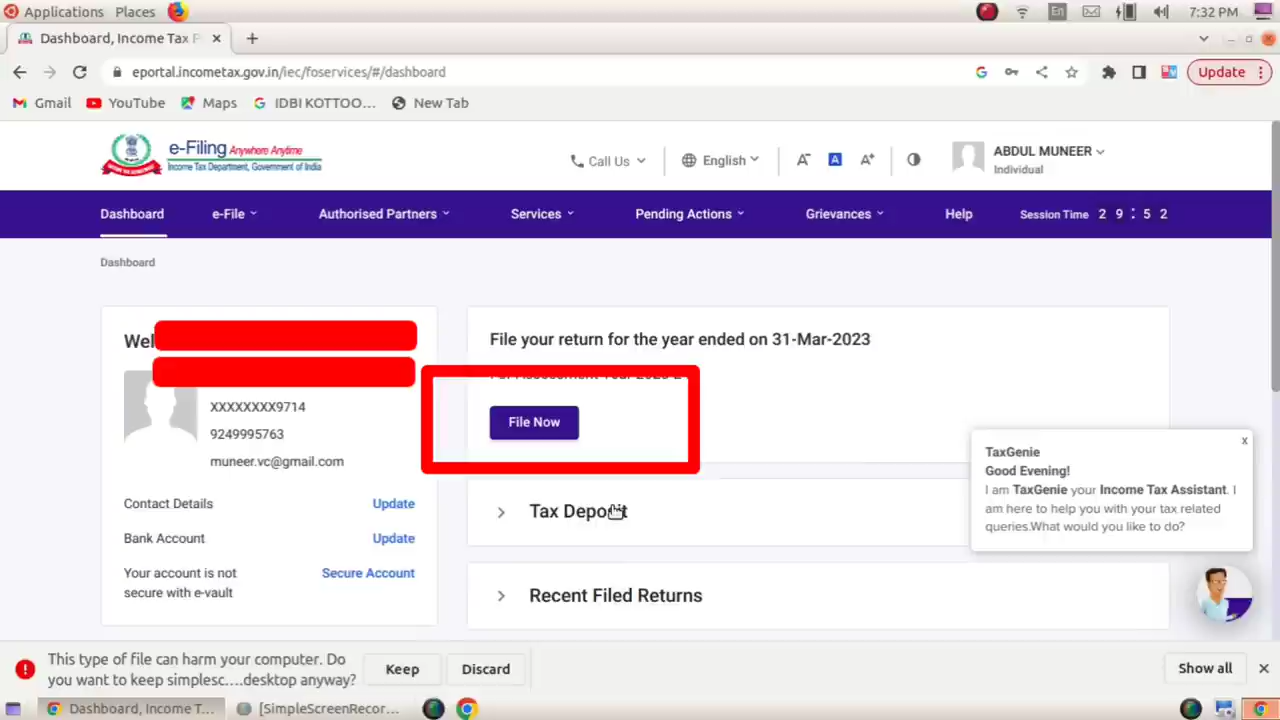 Applications Places
En
7:32 PM
Dashboard, Income Tax P
eportal.incometax.gov.in/iec/foservices/#/dashboard
Update
Gmail
YouTube
Maps
IDBI KOTTOO...
New Tab
e-Filing Anywhere Anytime
Income Tax Department, Government of India
Call Us
English
A-
A
A+
ABDUL MUNEER
Individual
Dashboard
e-File
Authorised Partners
Services
Pending Actions
Grievances
Help
Session Time 2 9 : 5 2
Dashboard
Wel
XXXXXXXX9714
9249995763
muneer.vc@gmail.com
Contact Details Update
Bank Account Update
Your account is not
secure with e-vault
Secure Account
File your return for the year ended on 31-Mar-2023
File Now
Tax Deposit
Recent Filed Returns
x
TaxGenie
Good Evening!
I am TaxGenie your Income Tax Assistant. I
am here to help you with your tax related
queries.What would you like to do?
This type of file can harm your computer. Do
you want to keep simplesc....desktop anyway?
Keep
Discard
Show all
Dashboard, Income T...
[SimpleScreenRecor...